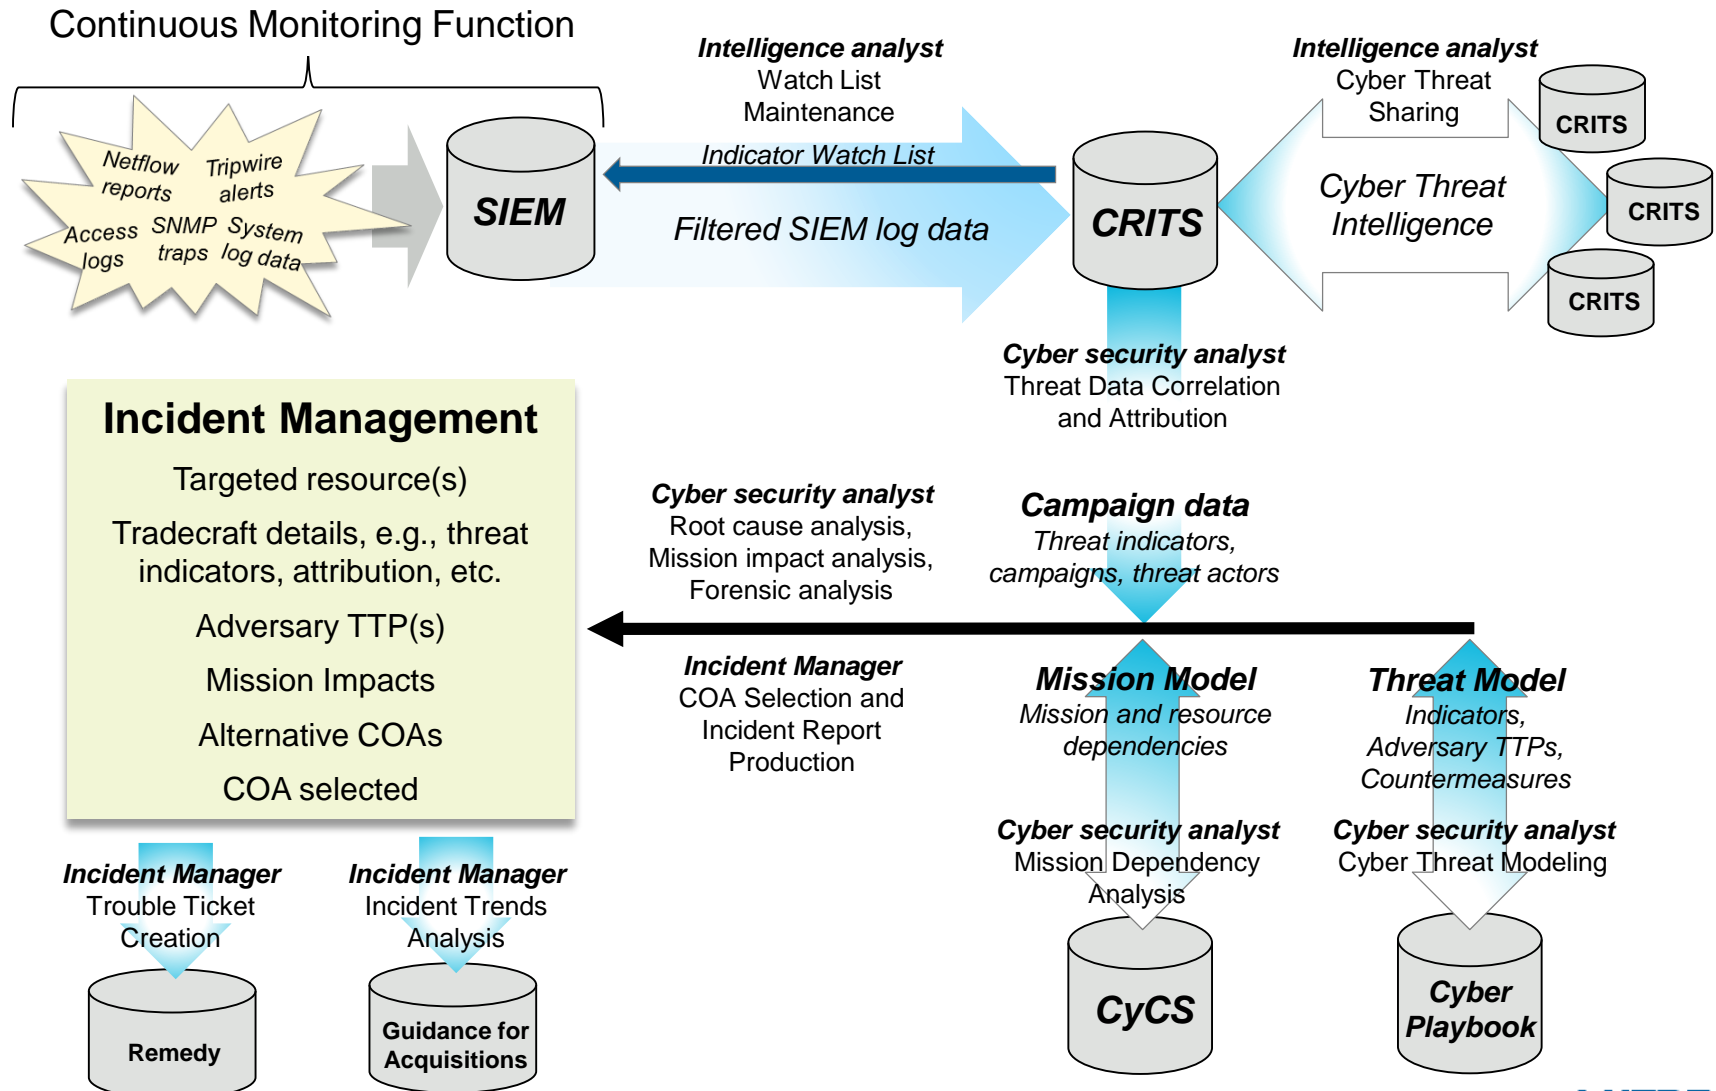 Continuous Monitoring Function
Netflow
reports
Tripwire
alerts
Access
logs
SNMP
traps
System
log data
SIEM
Intelligence analyst
Watch List
Maintenance
Indicator Watch List
Filtered SIEM log data
CRITS
Intelligence analyst
Cyber Threat
Sharing
Cyber Threat
Intelligence
CRITS
CRITS
CRITS
Cyber security analyst
Threat Data Correlation
and Attribution
Incident Management
Targeted resource(s)
Tradecraft details, e.g., threat
indicators, attribution, etc.
Adversary TTP(s)
Mission Impacts
Alternative COAs
COA selected
Cyber security analyst
Root cause analysis,
Mission impact analysis,
Forensic analysis
Campaign data
Threat indicators,
campaigns, threat actors
Incident Manager
COA Selection and
Incident Report
Production
Mission Model
Mission and resource
dependencies
Threat Model
Indicators,
Adversary TTPs,
Countermeasures
Cyber security analyst
Mission Dependency
Analysis
Cyber security analyst
Cyber Threat Modeling
Incident Manager
Trouble Ticket
Creation
Incident Manager
Incident Trends
Analysis
Remedy
Guidance for
Acquisitions
CyCS
Cyber
Playbook